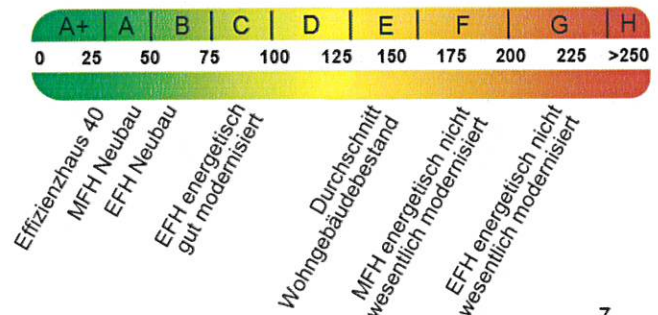 A+ A B C D E F G H
0 25 50 75 100 125 150 175 200 225 >250
Effizienzhaus 40
MFH Neubau
EFH Neubau
EFH energetisch
gut modernisiert
Durchschnitt
Wohngebäudebestand
MFH energetisch nicht
wesentlich modernisiert
EFH energetisch nicht
wesentlich modernisiert
7